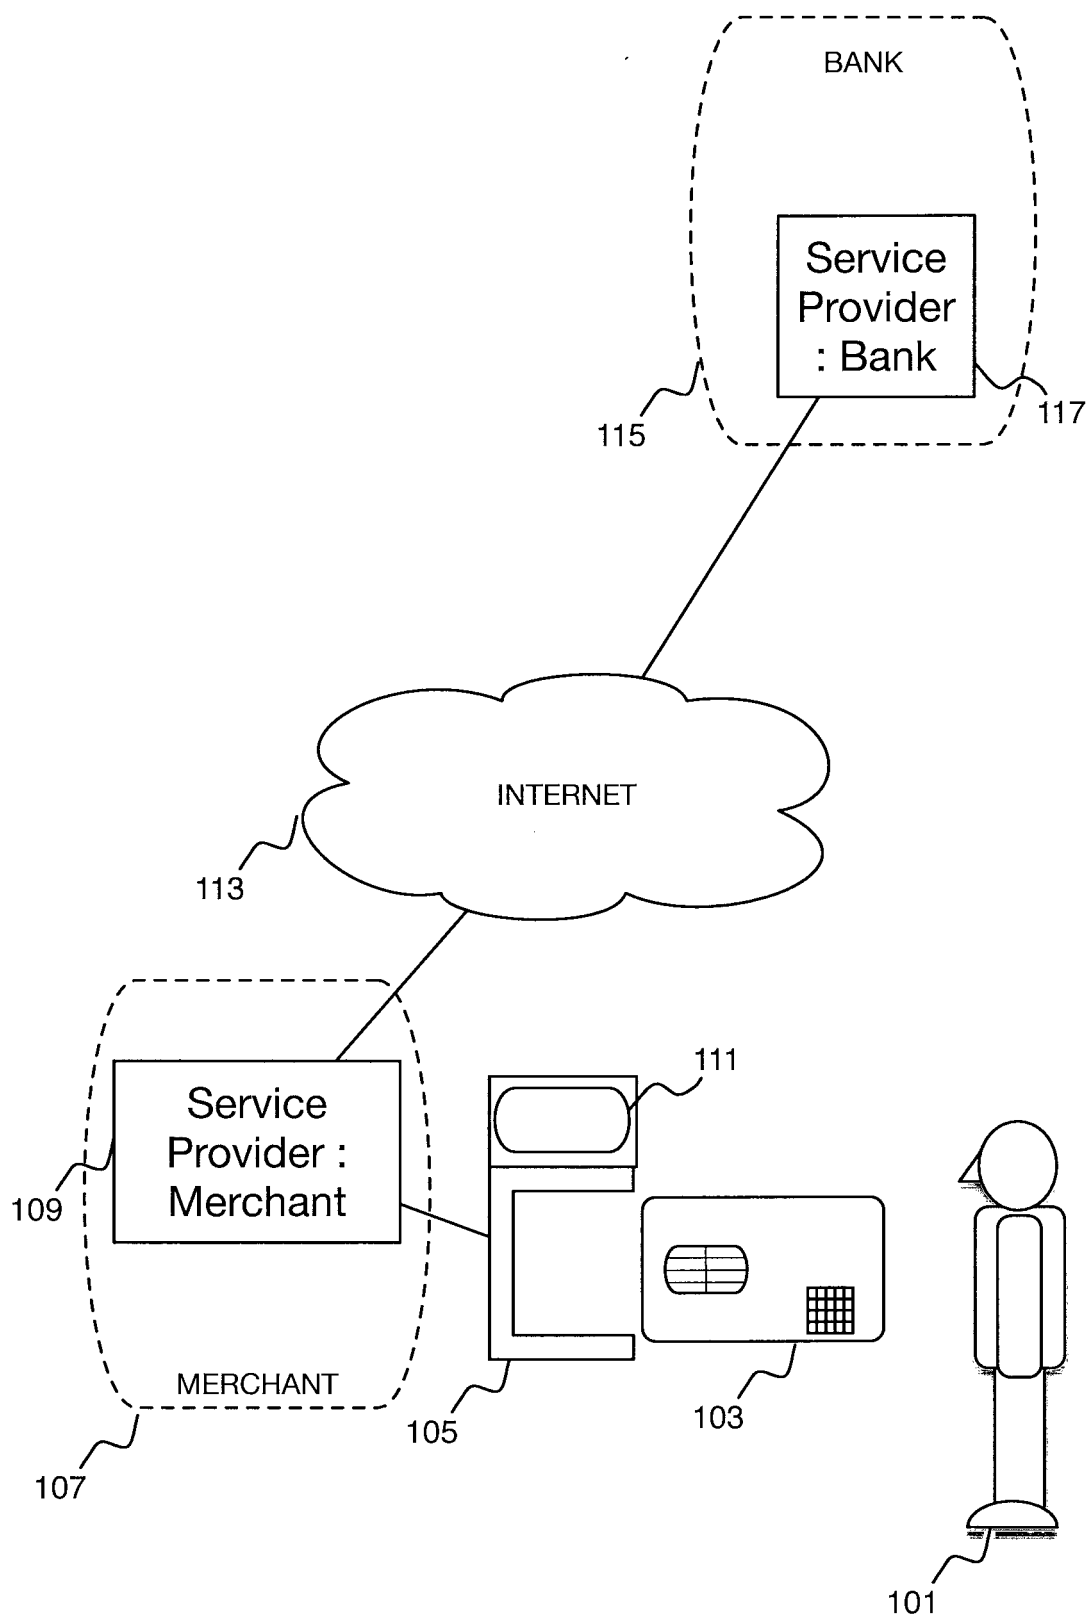 BANK
Service
Provider
: Bank
115
117
INTERNET
113
111
Service
Provider :
Merchant
109
MERCHANT
103
105
107
101